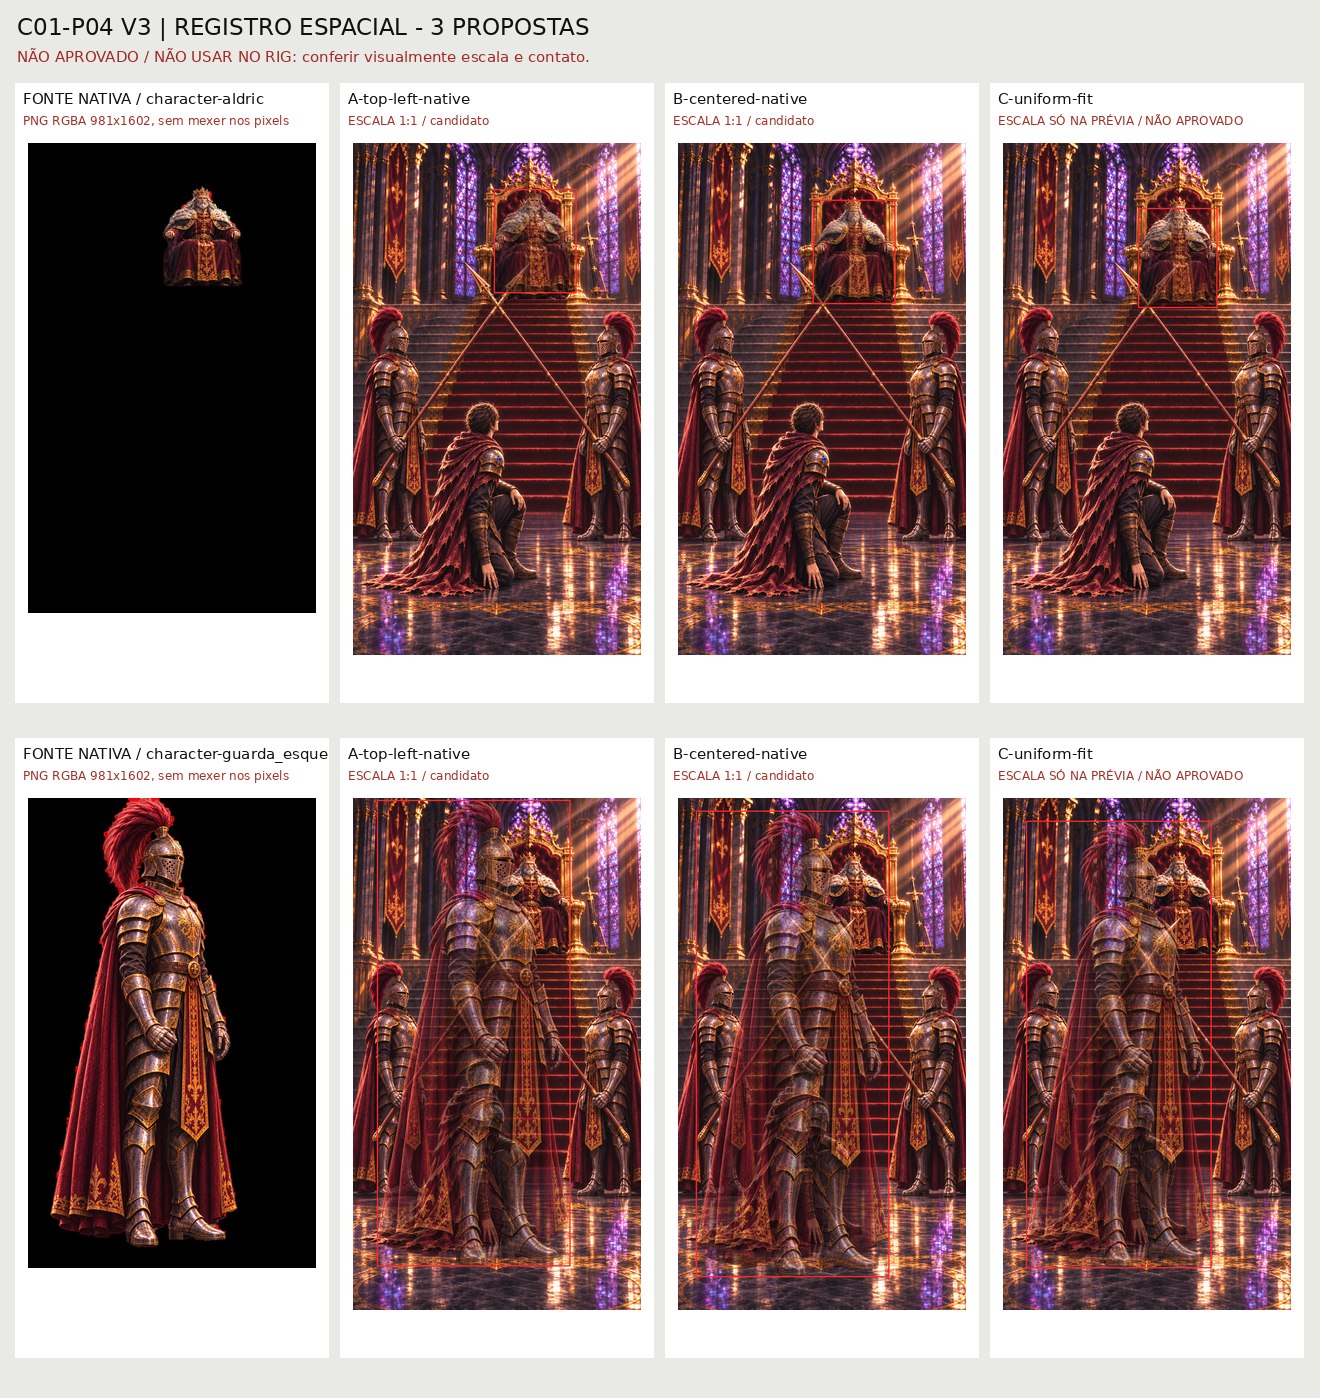 C01-P04 V3 | REGISTRO ESPACIAL - 3 PROPOSTAS
NÃO APROVADO / NÃO USAR NO RIG: conferir visualmente escala e contato.
FONTE NATIVA / character-aldric
PNG RGBA 981x1602, sem mexer nos pixels
A-top-left-native
ESCALA 1:1 / candidato
B-centered-native
ESCALA 1:1 / candidato
C-uniform-fit
ESCALA SÓ NA PRÉVIA / NÃO APROVADO
FONTE NATIVA / character-guarda_esque
PNG RGBA 981x1602, sem mexer nos pixels
A-top-left-native
ESCALA 1:1 / candidato
B-centered-native
ESCALA 1:1 / candidato
C-uniform-fit
ESCALA SÓ NA PRÉVIA / NÃO APROVADO